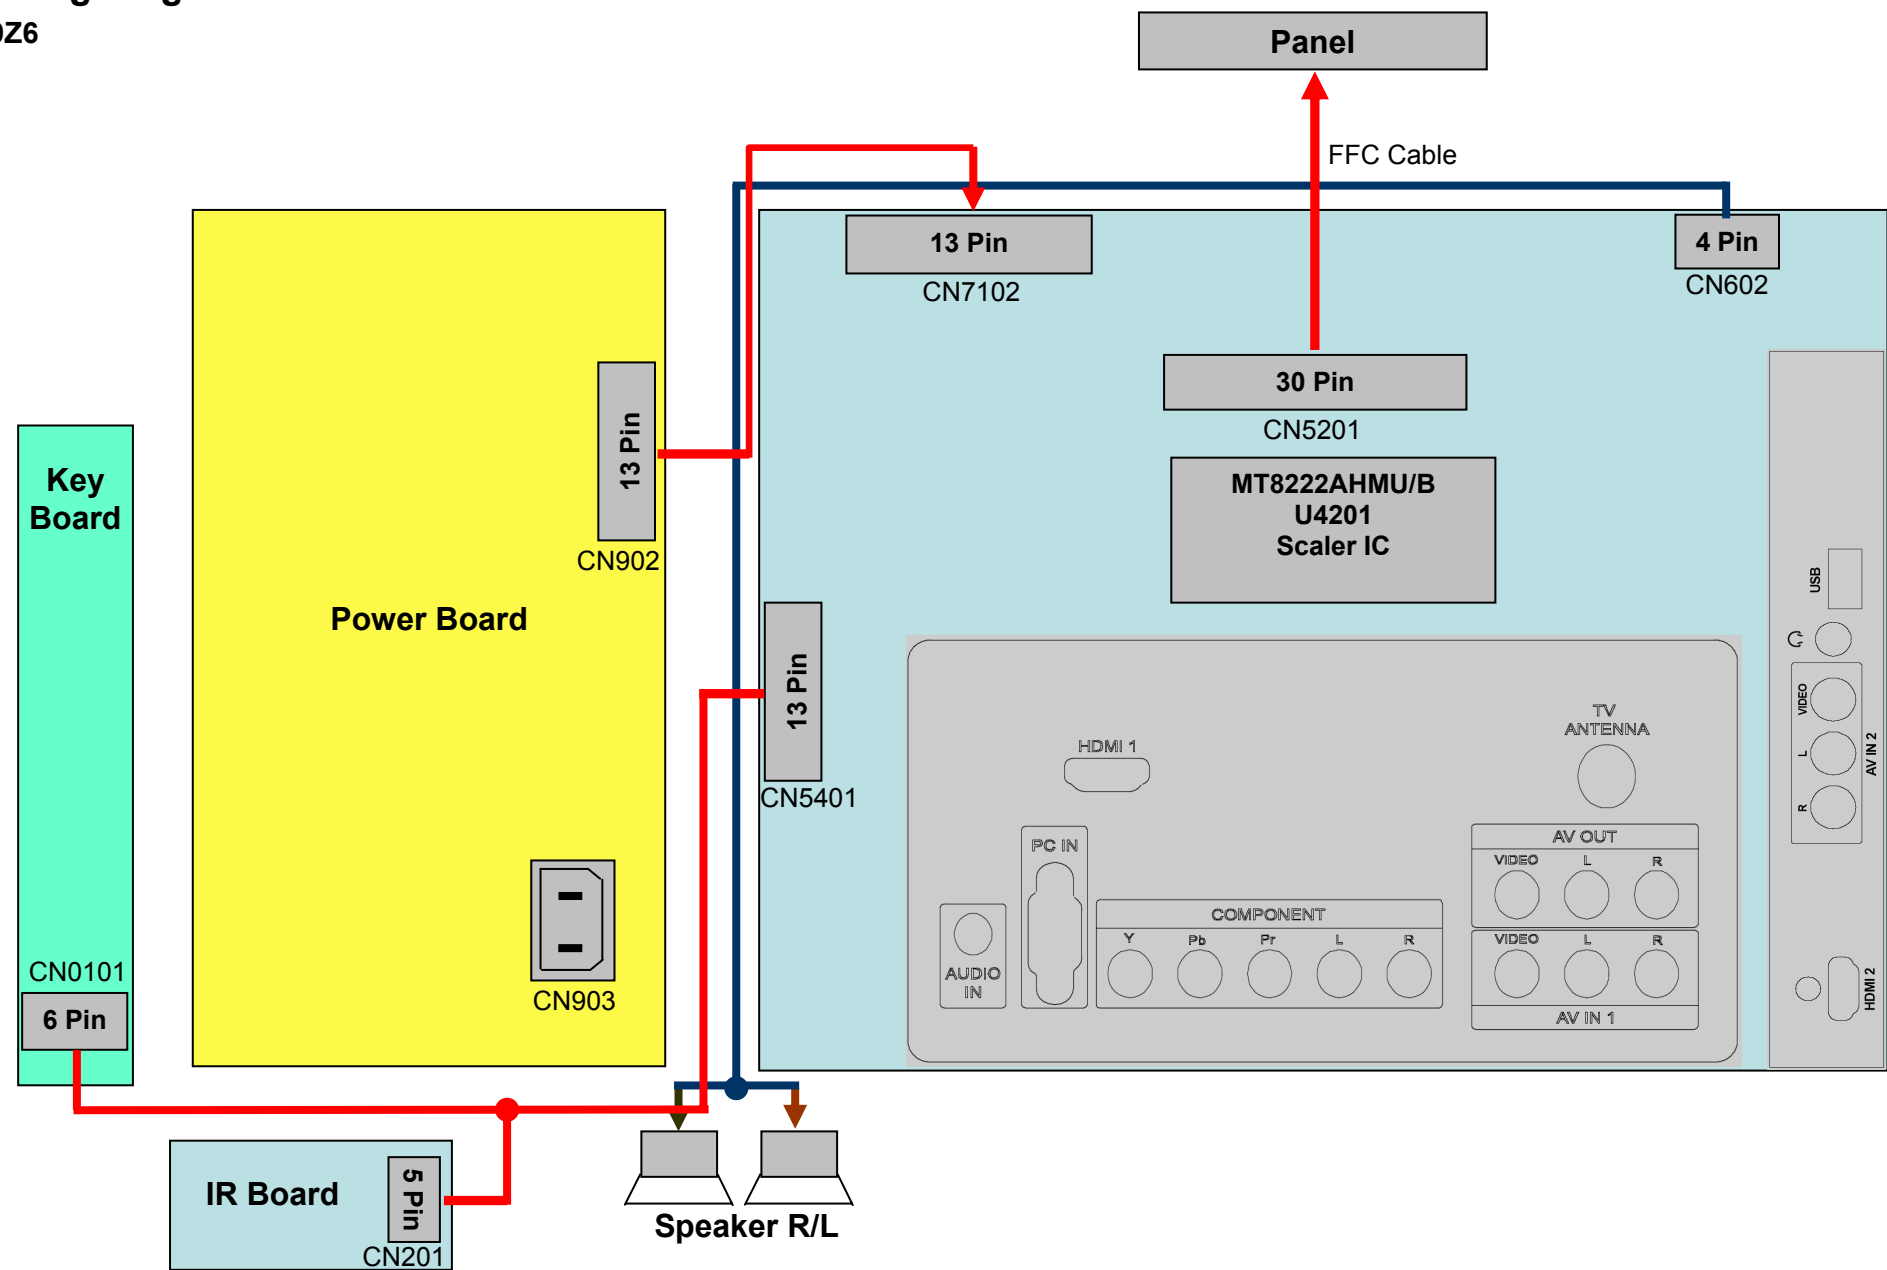 Panel
FFC Cable
13 Pin
CN7102
4 Pin
CN602
30 Pin
CN5201
MT8222AHMU/B
U4201
Scaler IC
13 Pin
CN902
Key
Board
Power Board
13 Pin
CN5401
CN0101
6 Pin
CN903
IR Board
5 Pin
CN201
Speaker R/L
HDMI 1
TV
ANTENNA
PC IN
AUDIO
IN
COMPONENT
Y Pb Pr L R
AV OUT
VIDEO L R
VIDEO L R
AV IN 1
USB
VIDEO
L
R
AV IN 2
HDMI 2